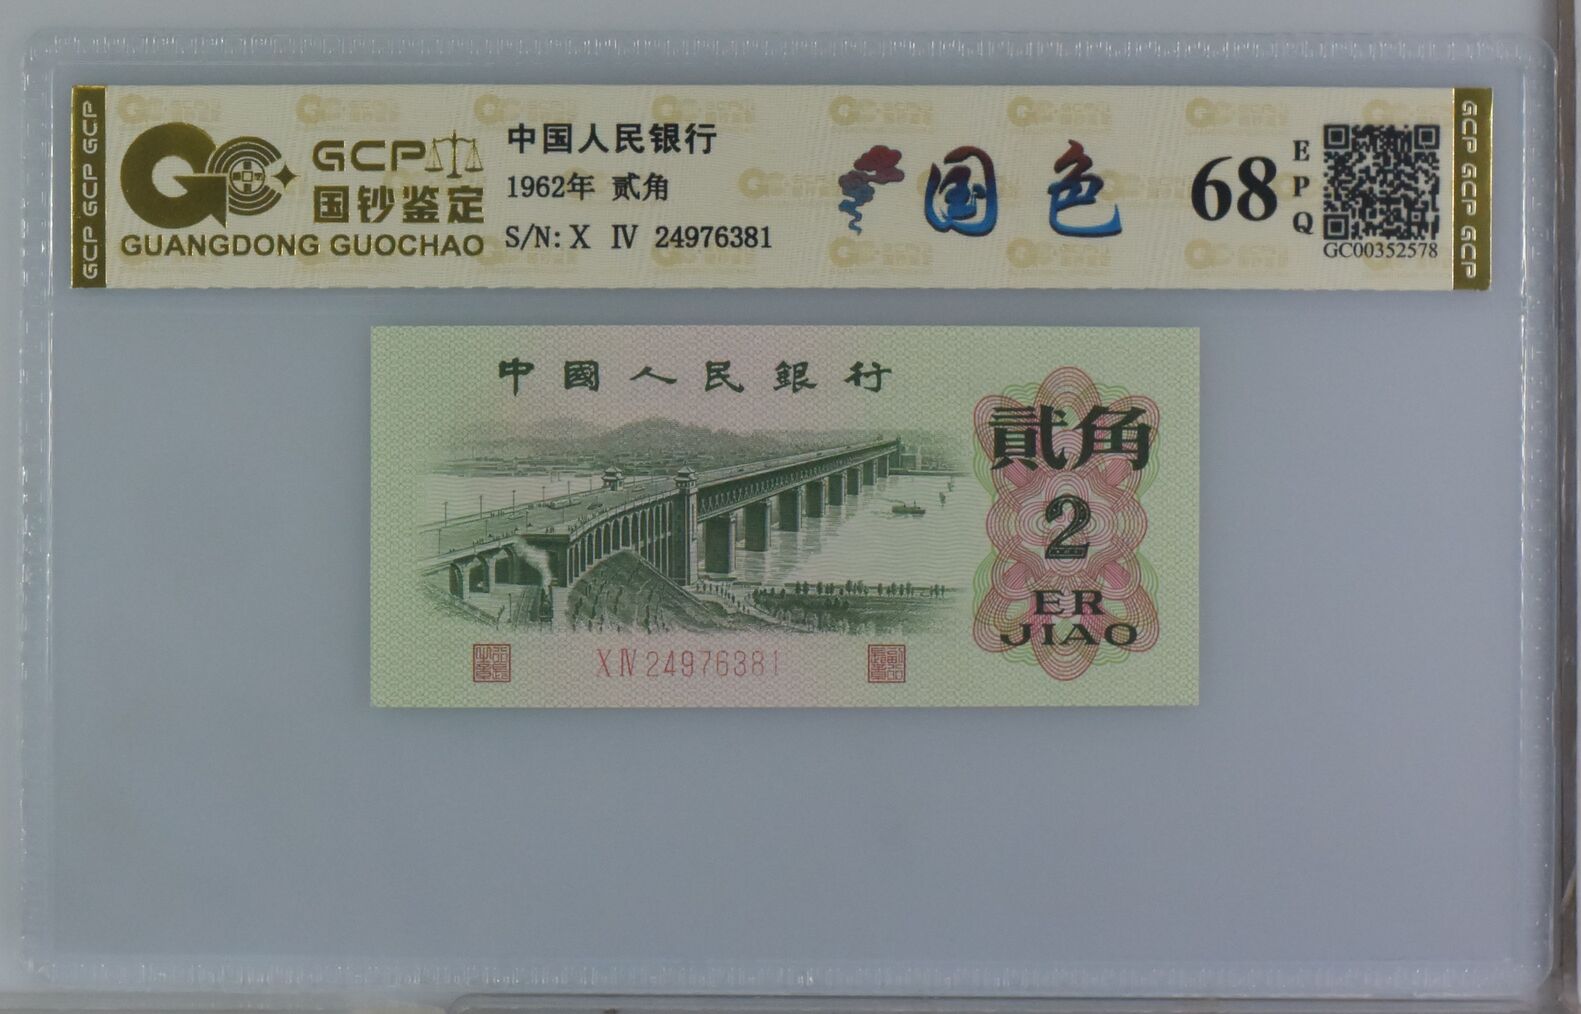 GCP GCP GCP
GCP
国钞鉴定
GUANGDONG GUOCHAO
中国人民银行
1962年 贰角
S/N: X Ⅳ 24976381
国色
68
EPQ
GC00352578
GCP GCP GCP
中國人民銀行
貳角
2
ER
JIAO
X Ⅳ 24976381